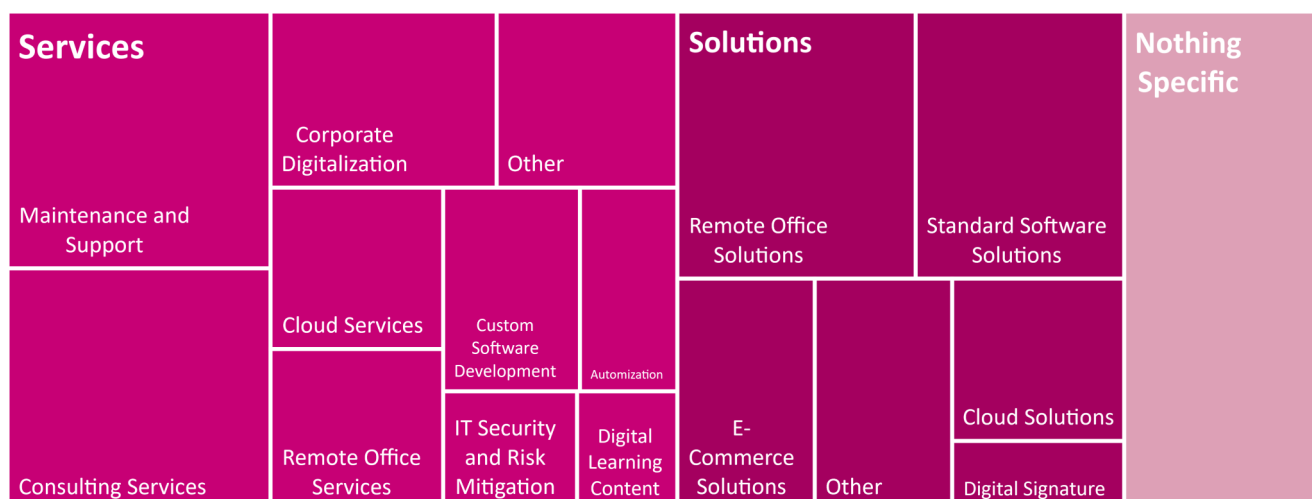 Services
Maintenance and
Support
Consulting Services
Corporate
Digitalization
Other
Cloud Services
Custom
Software
Development
Automization
Remote Office
Services
IT Security
and Risk
Mitigation
Digital
Learning
Content
Solutions
Remote Office
Solutions
Standard Software
Solutions
E-
Commerce
Solutions
Other
Cloud Solutions
Digital Signature
Nothing
Specific